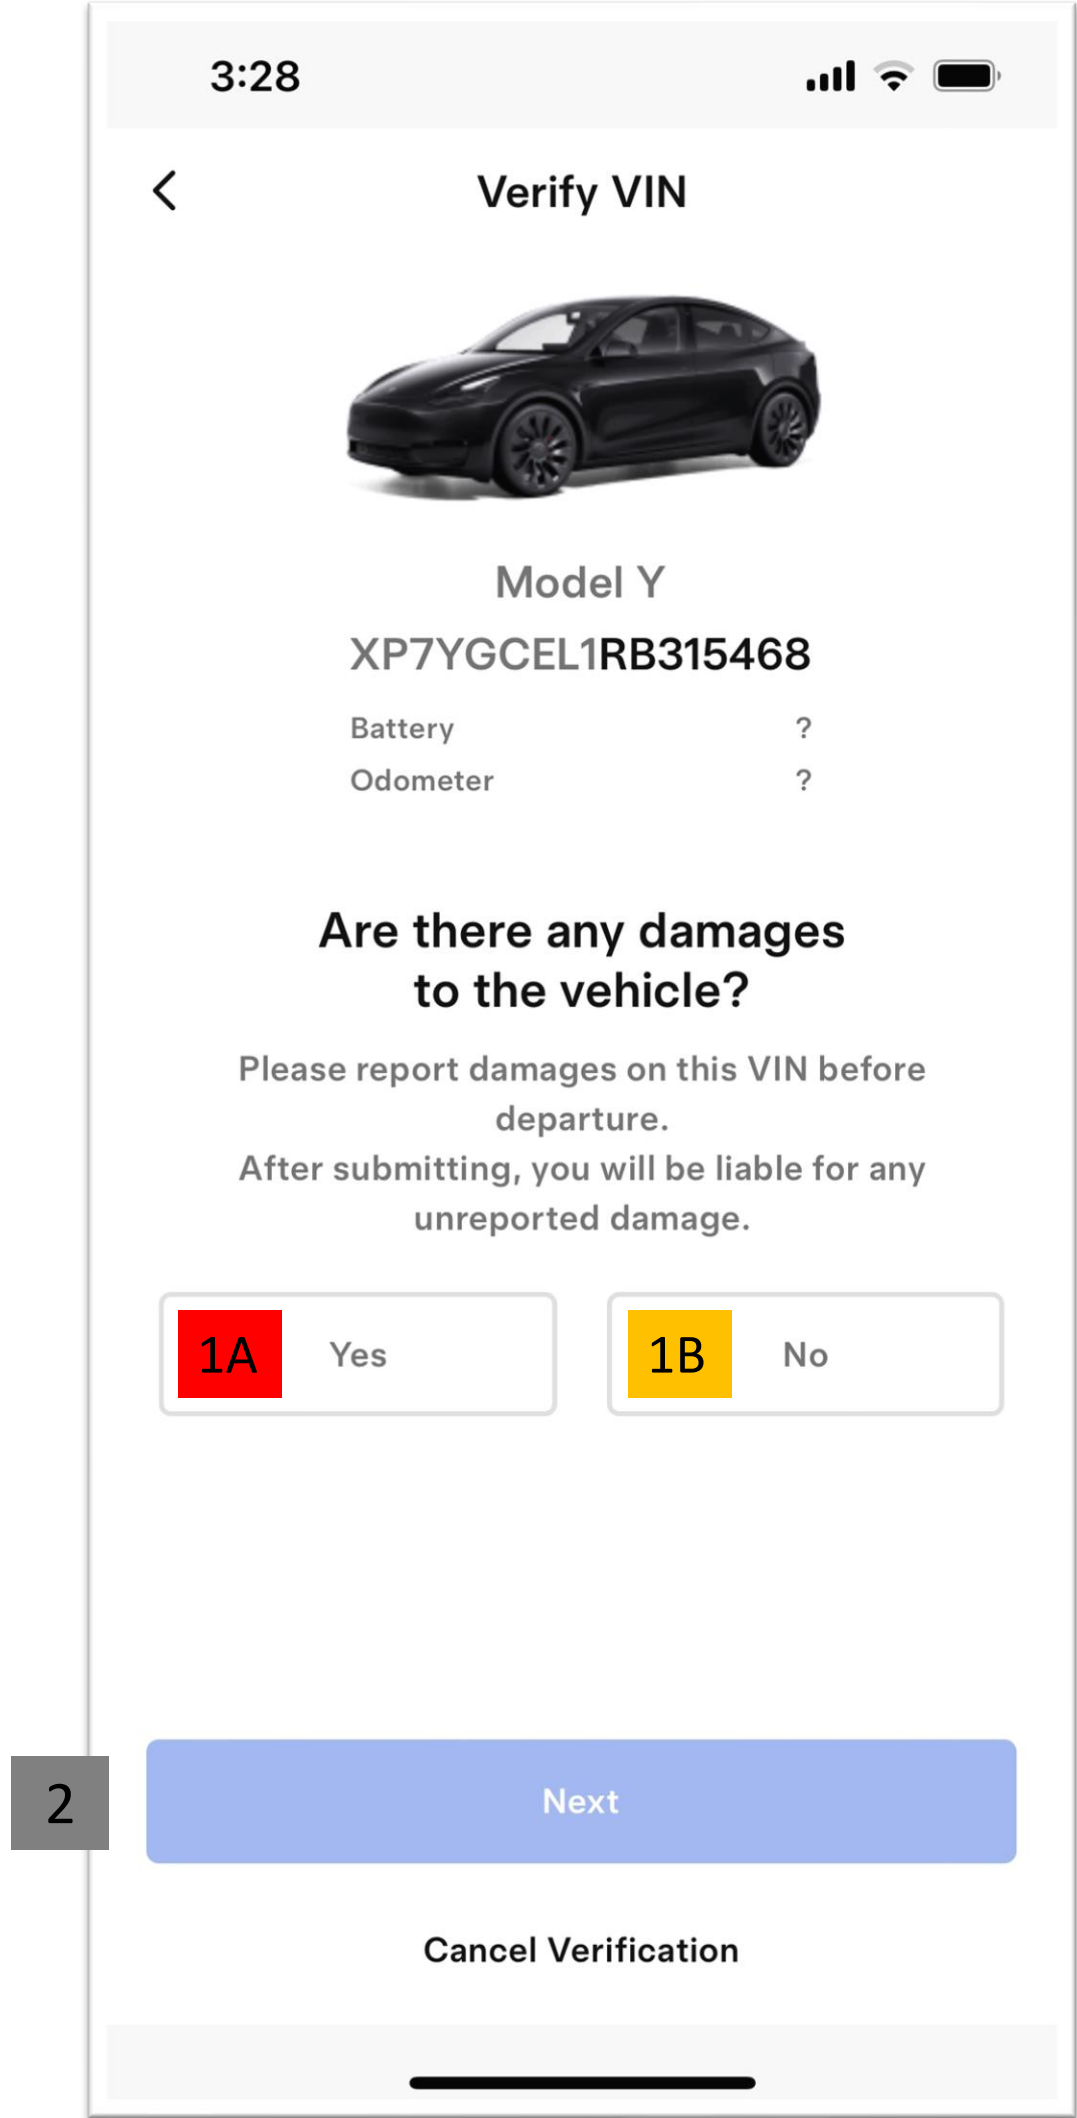 3:28
Verify VIN
Model Y
XP7YGCEL1RB315468
Battery ?
Odometer ?
Are there any damages
to the vehicle?
Please report damages on this VIN before
departure.
After submitting, you will be liable for any
unreported damage.
1A Yes 1B No
2 Next
Cancel Verification